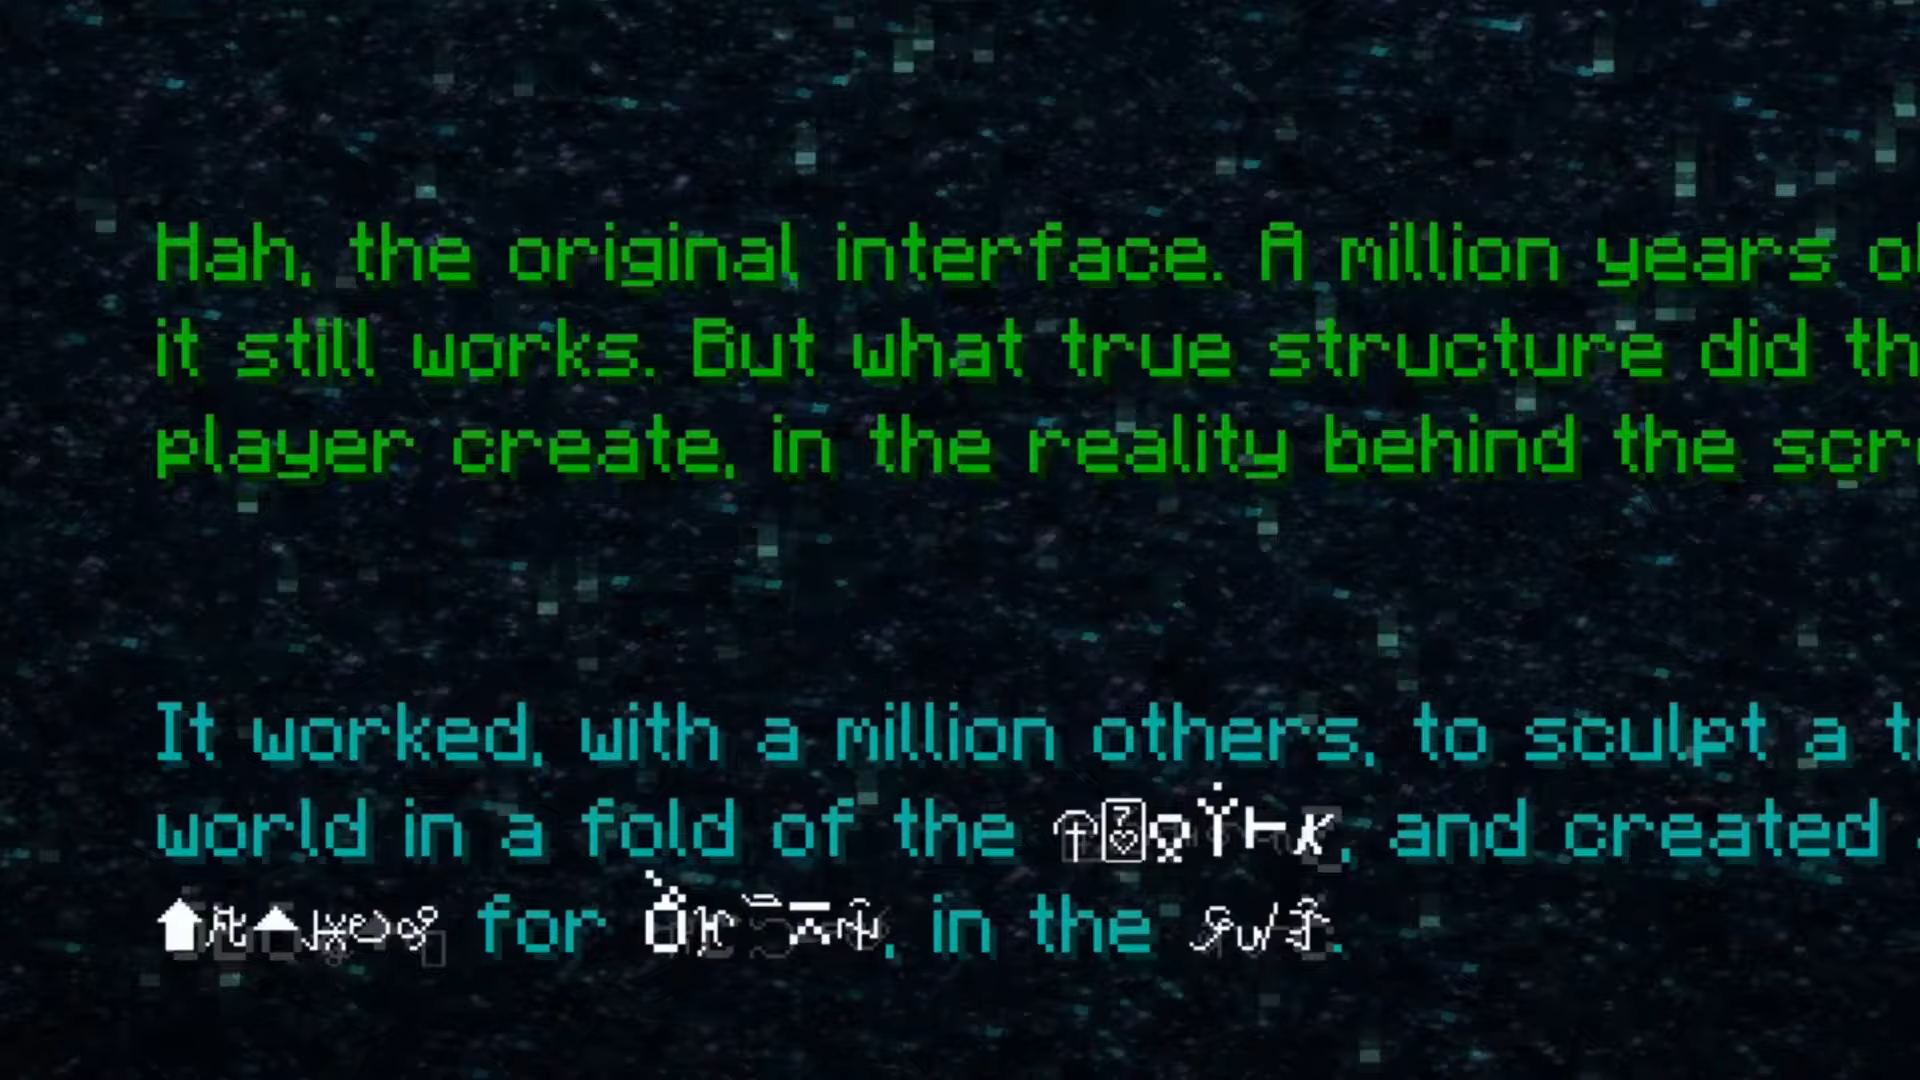 Hah, the original interface. A million years
it still works. But what true structure did
player create, in the reality behind the
It worked, with a million others, to sculpt a
world in a fold of the , and created
for , in the .